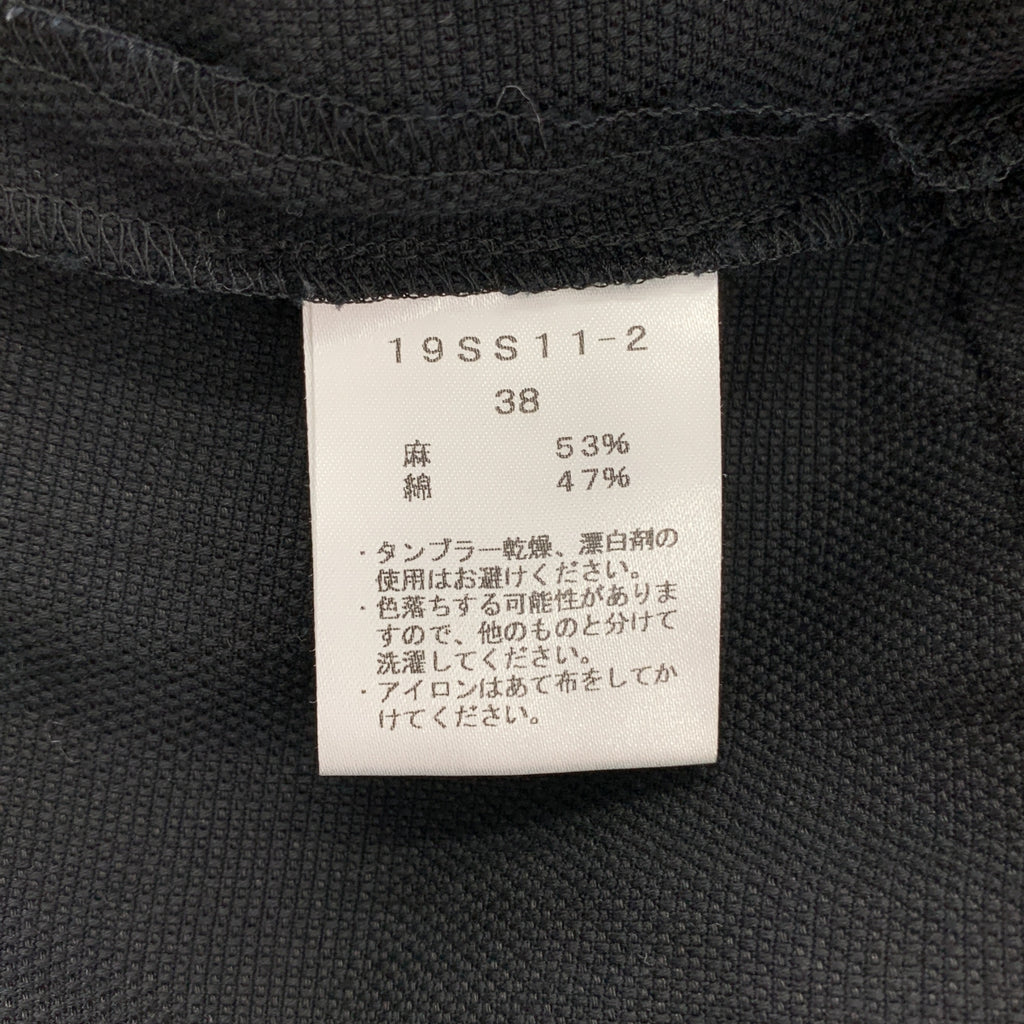 19SS11-2
38
麻 53%
綿 47%
・タンブラー乾燥、漂白剤の
使用はお避けください。
・色落ちする可能性がありま
すので、他のものと分けて
洗濯してください。
・アイロンはあて布をしてか
けてください。